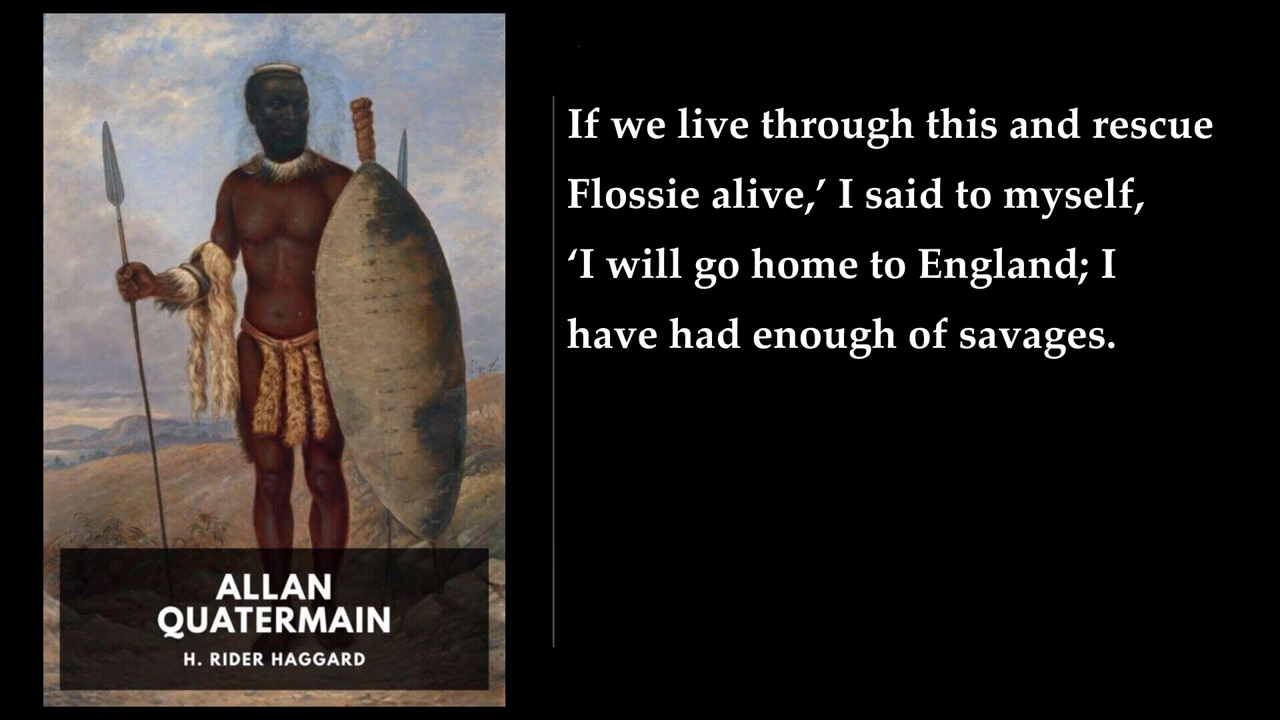 If we live through this and rescue
Flossie alive,’ I said to myself,
‘I will go home to England; I
have had enough of savages.
ALLAN
QUATERMAIN
H. RIDER HAGGARD